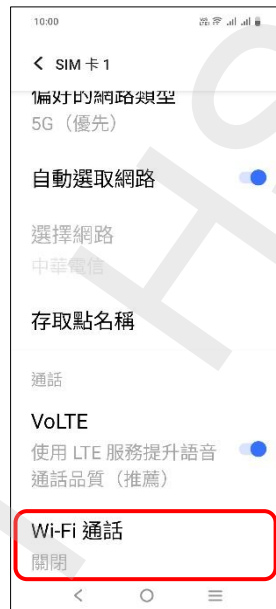 10:00
SIM 卡 1
偏好的網路類型
5G（優先）
自動選取網路
選擇網路
中華電信
存取點名稱
通話
VoLTE
使用 LTE 服務提升語音
通話品質（推薦）
Wi-Fi 通話
關閉